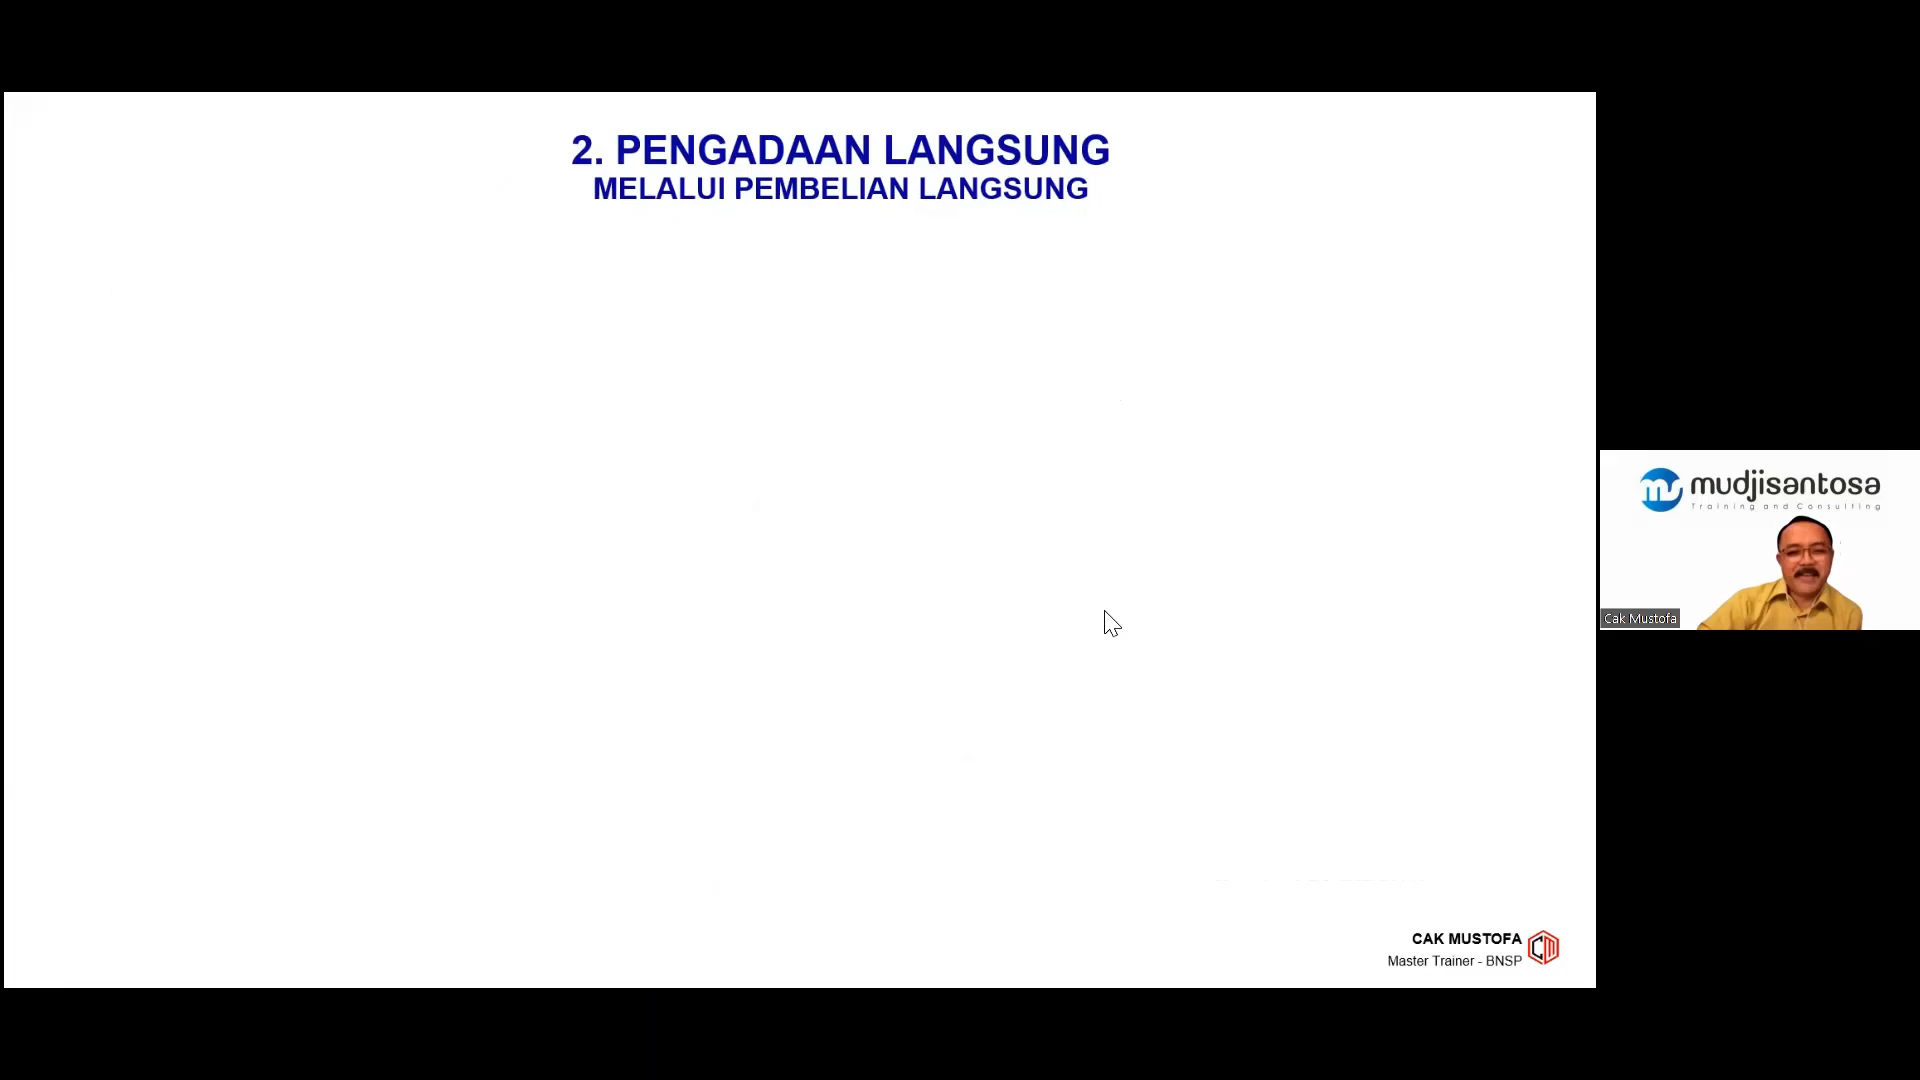 2. PENGADAAN LANGSUNG
MELALUI PEMBELIAN LANGSUNG
mudjisantosa
Training and Consulting
Cak Mustofa
CAK MUSTOFA
Master Trainer - BNSP